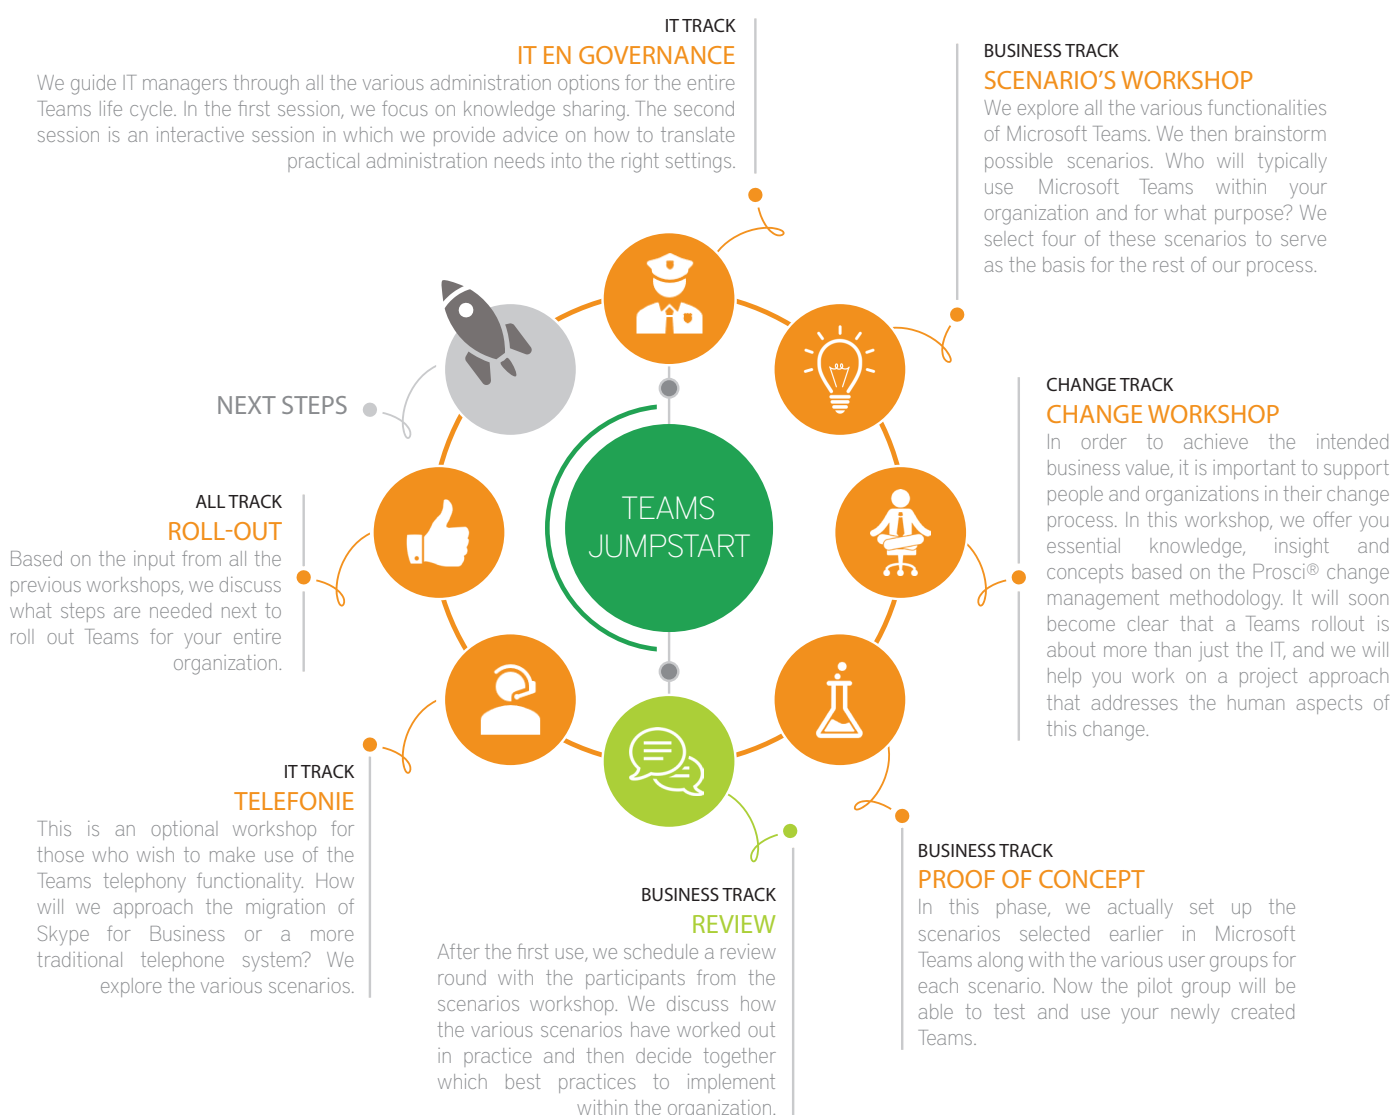 IT TRACK
IT EN GOVERNANCE
We guide IT managers through all the various administration options for the entire
Teams life cycle. In the first session, we focus on knowledge sharing. The second
session is an interactive session in which we provide advice on how to translate
practical administration needs into the right settings.
BUSINESS TRACK
SCENARIO’S WORKSHOP
We explore all the various functionalities
of Microsoft Teams. We then brainstorm
possible scenarios. Who will typically
use Microsoft Teams within your
organization and for what purpose? We
select four of these scenarios to serve
as the basis for the rest of our process.
CHANGE TRACK
CHANGE WORKSHOP
In order to achieve the intended
business value, it is important to support
people and organizations in their change
process. In this workshop, we offer you
essential knowledge, insight and
concepts based on the Prosci® change
management methodology. It will soon
become clear that a Teams rollout is
about more than just the IT, and we will
help you work on a project approach
that addresses the human aspects of
this change.
BUSINESS TRACK
PROOF OF CONCEPT
In this phase, we actually set up the
scenarios selected earlier in Microsoft
Teams along with the various user groups for
each scenario. Now the pilot group will be
able to test and use your newly created
Teams.
BUSINESS TRACK
REVIEW
After the first use, we schedule a review
round with the participants from the
scenarios workshop. We discuss how
the various scenarios have worked out
in practice and then decide together
which best practices to implement
within the organization.
IT TRACK
TELEFONIE
This is an optional workshop for
those who wish to make use of the
Teams telephony functionality. How
will we approach the migration of
Skype for Business or a more
traditional telephone system? We
explore the various scenarios.
ALL TRACK
ROLL-OUT
Based on the input from all the
previous workshops, we discuss
what steps are needed next to
roll out Teams for your entire
organization.
NEXT STEPS
TEAMS
JUMPSTART